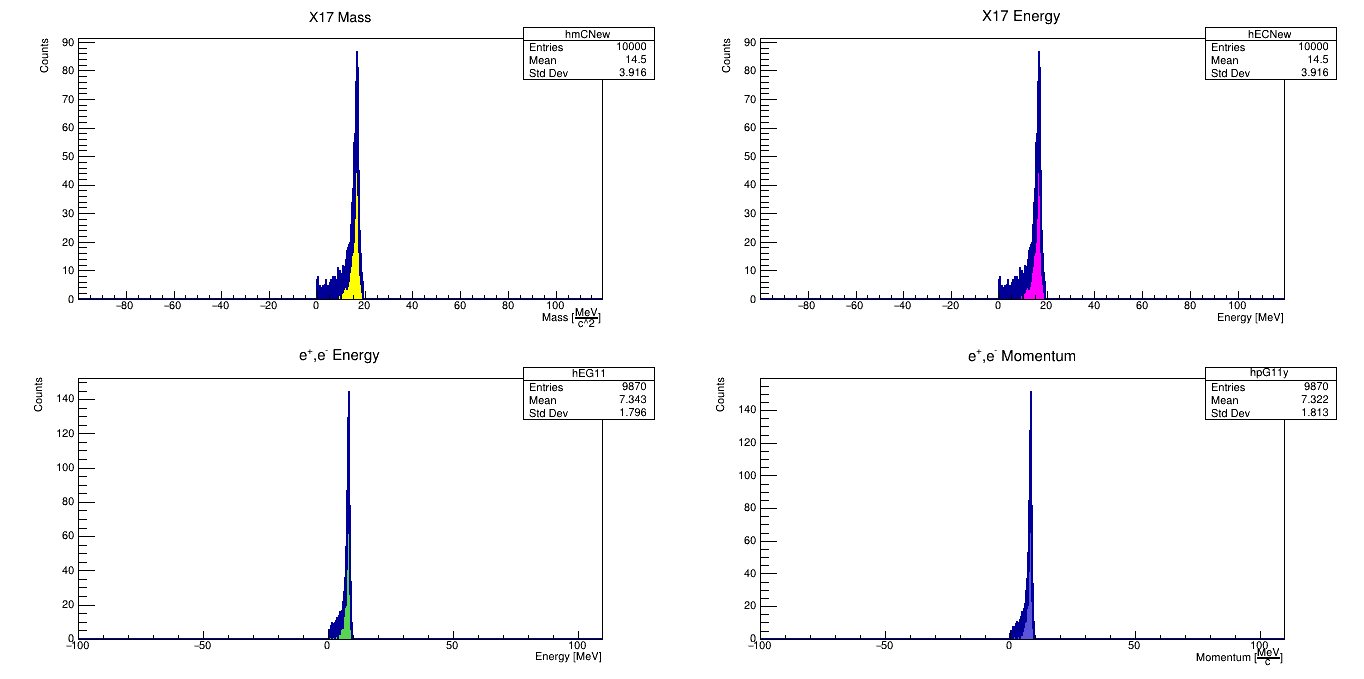 X17 Mass
Counts
hmCNew
Entries 10000
Mean 14.5
Std Dev 3.916
90
80
70
60
50
40
30
20
10
0
−80 −60 −40 −20 0 20 40 60 80
Mass [MeV/c^2]
X17 Energy
Counts
hECNew
Entries 10000
Mean 14.5
Std Dev 3.916
90
80
70
60
50
40
30
20
10
0
−80 −60 −40 −20 0 20 40 60 80 100
Energy [MeV]
e⁺,e⁻ Energy
Counts
hEG11
Entries 9870
Mean 7.343
Std Dev 1.796
140
120
100
80
60
40
20
0
−100 −50 0 50 100
Energy [MeV]
e⁺,e⁻ Momentum
Counts
hpG11y
Entries 9870
Mean 7.322
Std Dev 1.813
140
120
100
80
60
40
20
0
−100 −50 0 50 100
Momentum [MeV/c]